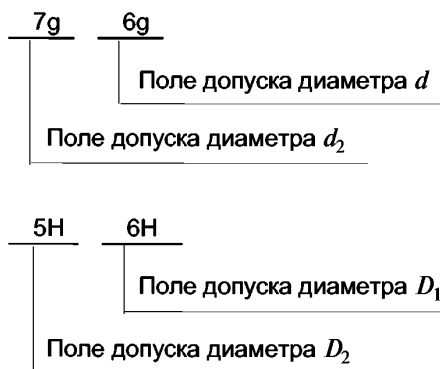 7g 6g
Поле допуска диаметра d
Поле допуска диаметра d₂
5H 6H
Поле допуска диаметра D₁
Поле допуска диаметра D₂